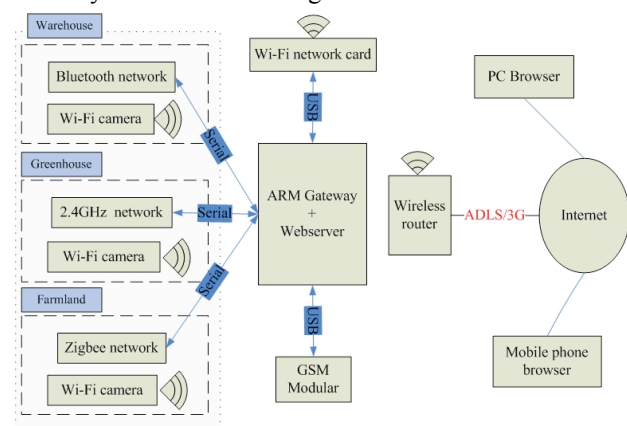 Warehouse
Bluetooth network
Wi-Fi camera
Serial
Greenhouse
2.4GHz network
Serial
Wi-Fi camera
Farmland
Serial
Zigbee network
Wi-Fi camera
Wi-Fi network card
USB
ARM Gateway
+
Webserver
USB
GSM
Modular
Wireless
router
ADLS/3G
PC Browser
Internet
Mobile phone
browser